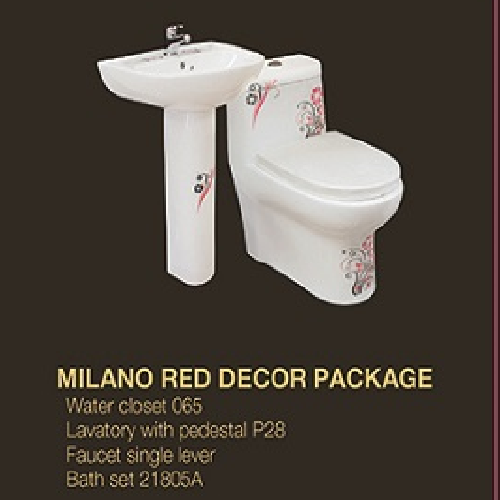 MILANO RED DECOR PACKAGE
Water closet 065
Lavatory with pedestal P28
Faucet single lever
Bath set 21805A